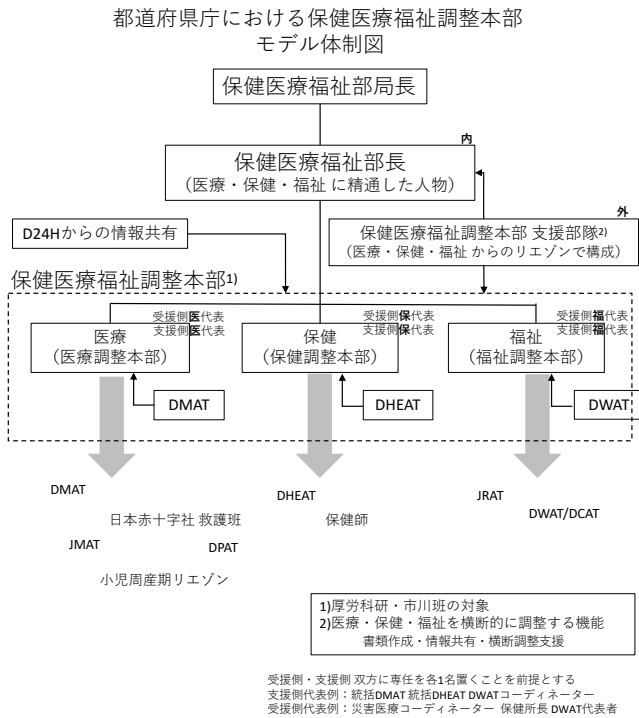 都道府県庁における保健医療福祉調整本部
モデル体制図
保健医療福祉部局長
内
保健医療福祉部長
（医療・保健・福祉 に精通した人物）
外
D24Hからの情報共有
保健医療福祉調整本部 支援部隊2)
（医療・保健・福祉 からのリエゾンで構成）
保健医療福祉調整本部1)
受援側医代表
支援側医代表
医療
（医療調整本部）
受援側保代表
支援側保代表
保健
（保健調整本部）
受援側福代表
支援側福代表
福祉
（福祉調整本部）
DMAT
DHEAT
DWAT
DMAT
日本赤十字社 救護班
JMAT
DPAT
小児周産期リエゾン
DHEAT
保健師
JRAT
DWAT/DCAT
1)厚労科研・市川班の対象
2)医療・保健・福祉を横断的に調整する機能
書類作成・情報共有・横断調整支援
受援側・支援側 双方に専任を各1名置くことを前提とする
支援側代表例：統括DMAT 統括DHEAT DWATコーディネーター
受援側代表例：災害医療コーディネーター 保健所長 DWAT代表者